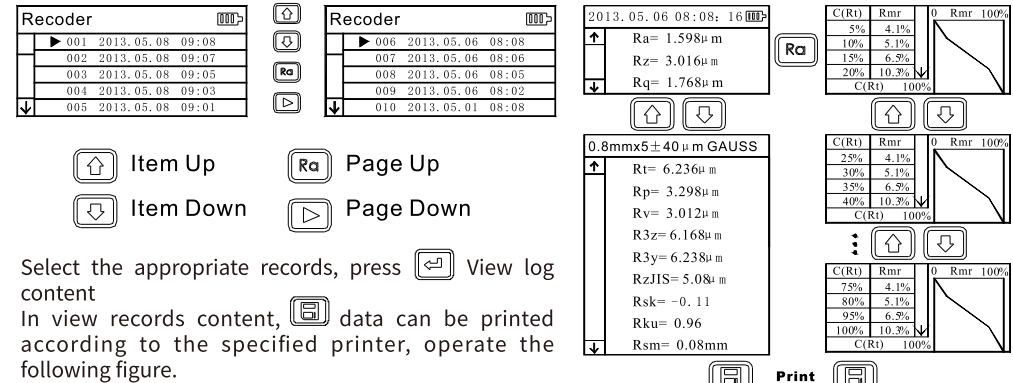 Recoder
001 2013.05.08 09:08
002 2013.05.08 09:07
003 2013.05.08 09:05
004 2013.05.08 09:03
005 2013.05.08 09:01
Ra
Recoder
006 2013.05.06 08:08
007 2013.05.06 08:06
008 2013.05.06 08:05
009 2013.05.06 08:02
010 2013.05.01 08:08
Item Up
Ra Page Up
Item Down
Page Down
Select the appropriate records, press View log
content
In view records content, data can be printed
according to the specified printer, operate the
following figure.
2013.05.06 08:08: 16
Ra= 1.598μm
Rz= 3.016μm
Rq= 1.768μm
0.8mmx5±40μm GAUSS
Rt= 6.236μm
Rp= 3.298μm
Rv= 3.012μm
R3z= 6.168μm
R3y= 6.238μm
RzJIS= 5.08μm
Rsk= -0.11
Rku= 0.96
Rsm= 0.08mm
Ra
C(Rt) Rmr 0 Rmr 100%
5% 4.1%
10% 5.1%
15% 6.5%
20% 10.3%
C(Rt) 100%
C(Rt) Rmr 0 Rmr 100%
25% 4.1%
30% 5.1%
35% 6.5%
40% 10.3%
C(Rt) 100%
C(Rt) Rmr 0 Rmr 100%
75% 4.1%
80% 5.1%
95% 6.5%
100% 10.3%
C(Rt) 100%
Print